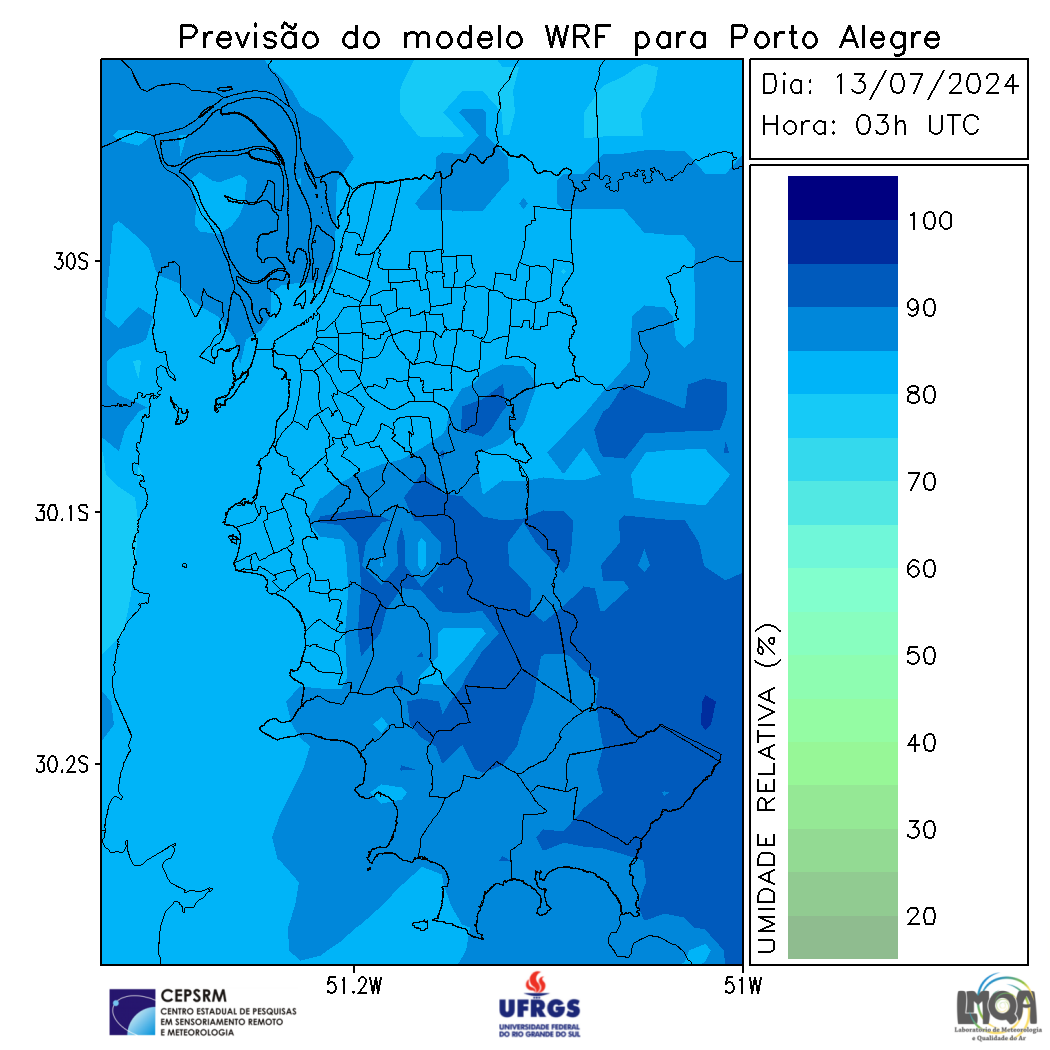 Previsão do modelo WRF para Porto Alegre
Dia: 13/07/2024
Hora: 03h UTC
30S
30.1S
30.2S
51.2W
51W
UMIDADE RELATIVA (%)
100
90
80
70
60
50
40
30
20
CEPSRM
CENTRO ESTADUAL DE PESQUISAS
EM SENSORIAMENTO REMOTO
E METEOROLOGIA
UFRGS
UNIVERSIDADE FEDERAL
DO RIO GRANDE DO SUL
LMQA
Laboratório de Meteorologia
e Qualidade do Ar